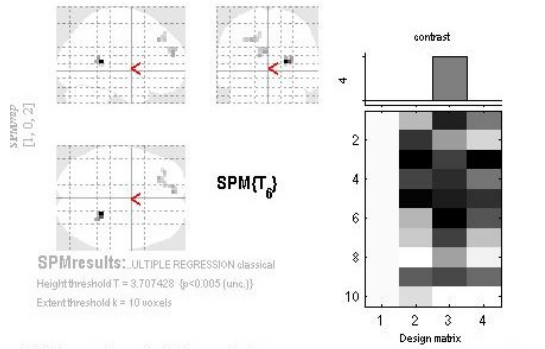 contrast
4
SPMmip
[1, 0, 2]
<
<
<
SPM{T6}
2
4
6
8
10
1 2 3 4
Design matrix
SPMresults: .ULTIPLE REGRESSION classical
Height threshold T = 3.707428 {p<0.005 (unc.)}
Extent threshold k = 10 voxels